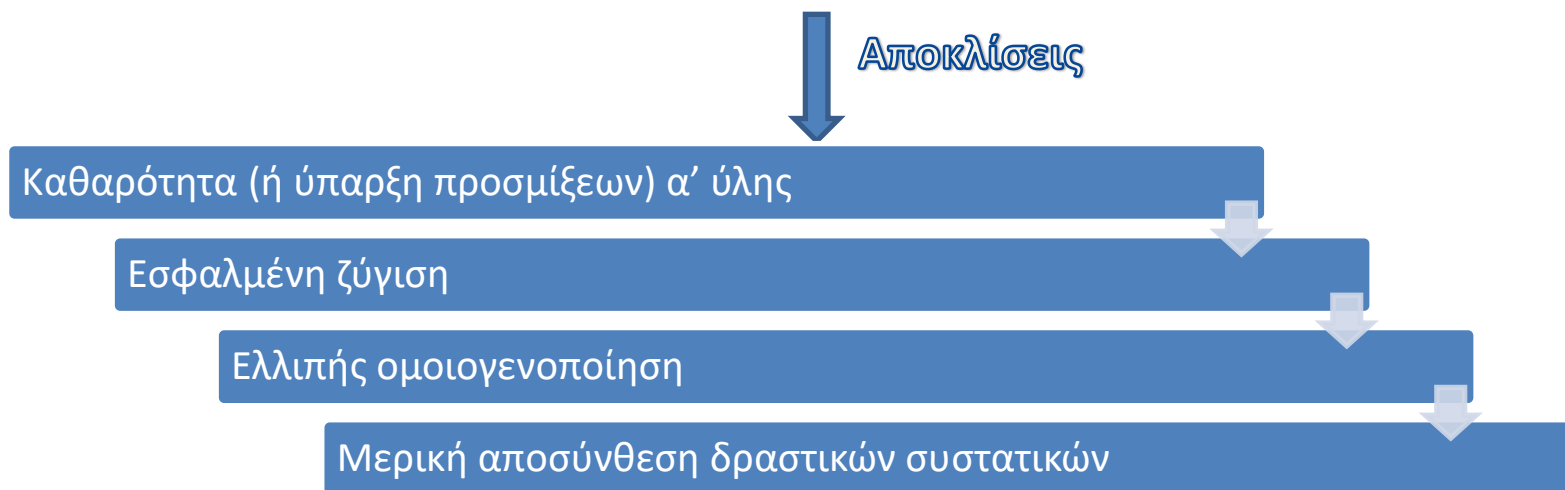 Αποκλίσεις
Καθαρότητα (ή ύπαρξη προσμίξεων) α’ ύλης
Εσφαλμένη ζύγιση
Ελλιπής ομοιογενοποίηση
Μερική αποσύνθεση δραστικών συστατικών